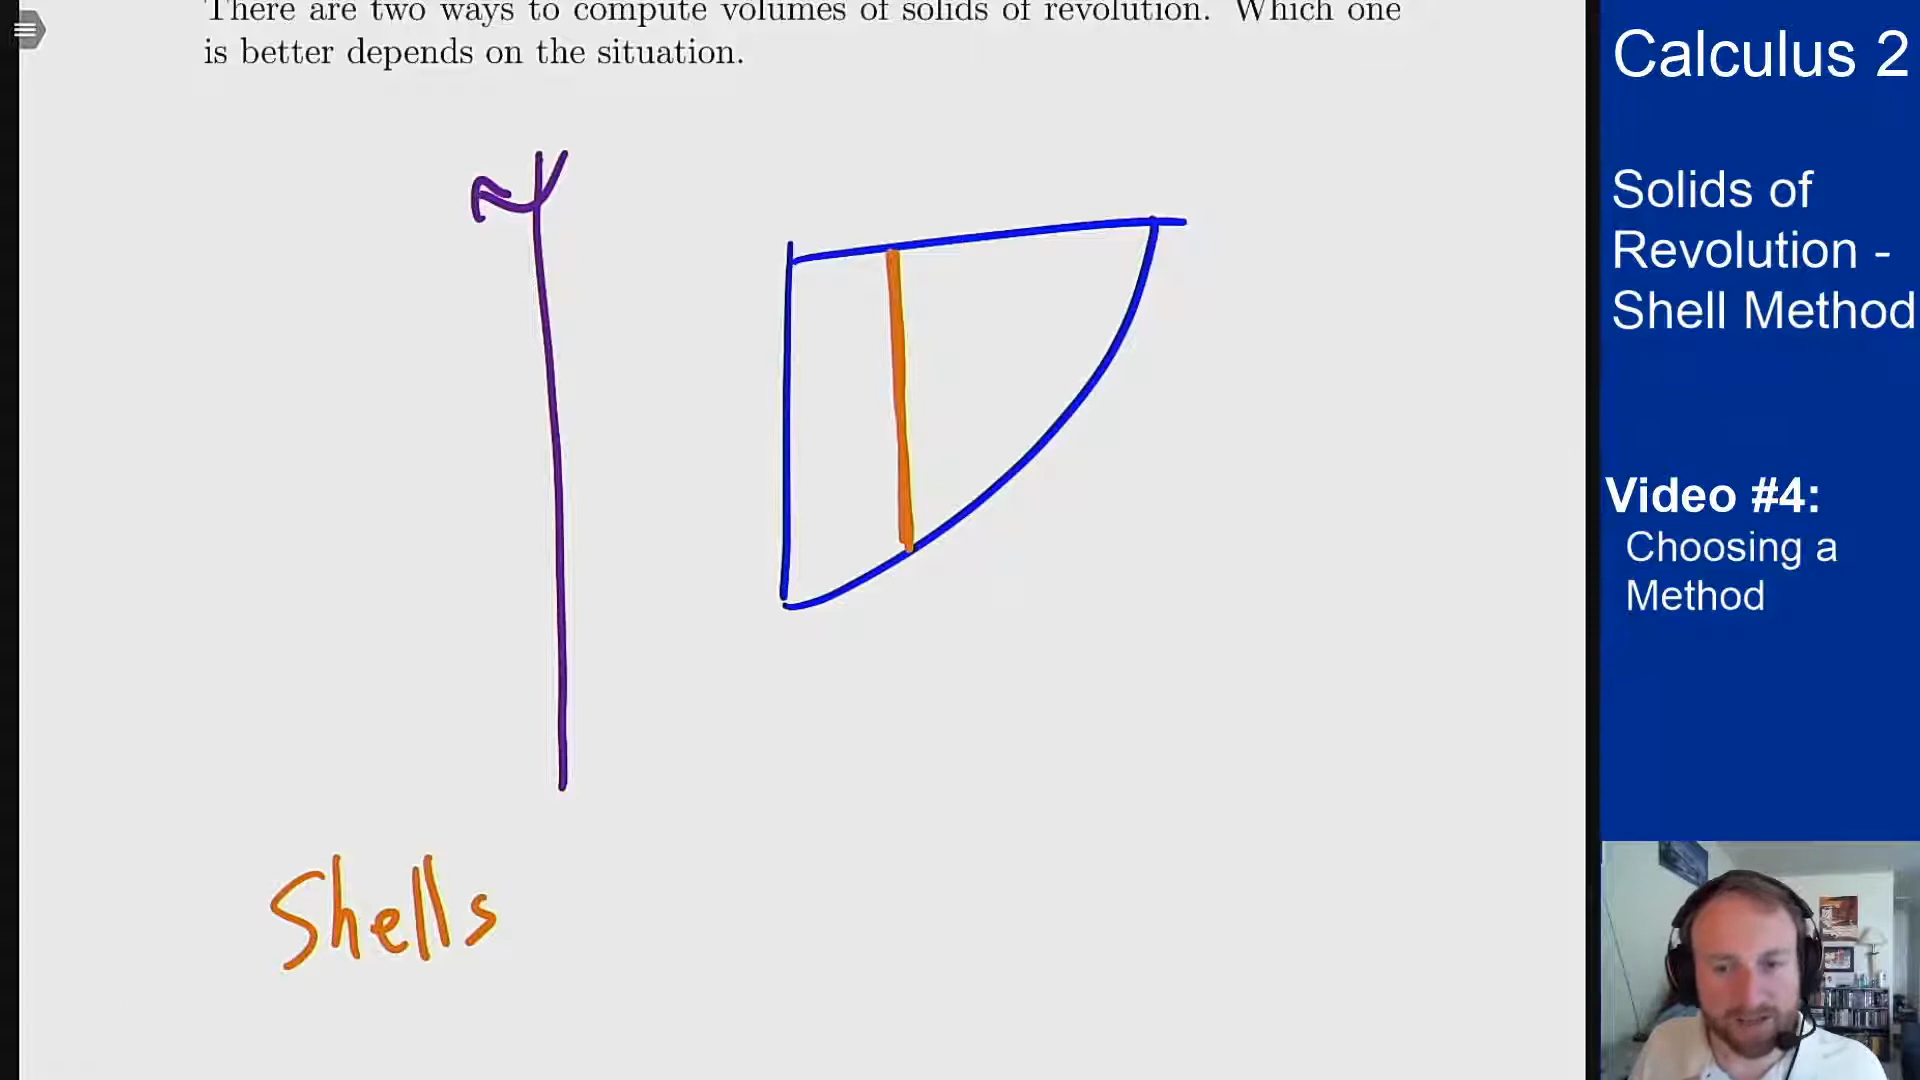 There are two ways to compute volumes of solids of revolution. Which one
is better depends on the situation.
Shells
Calculus 2
Solids of
Revolution -
Shell Method
Video #4:
Choosing a
Method